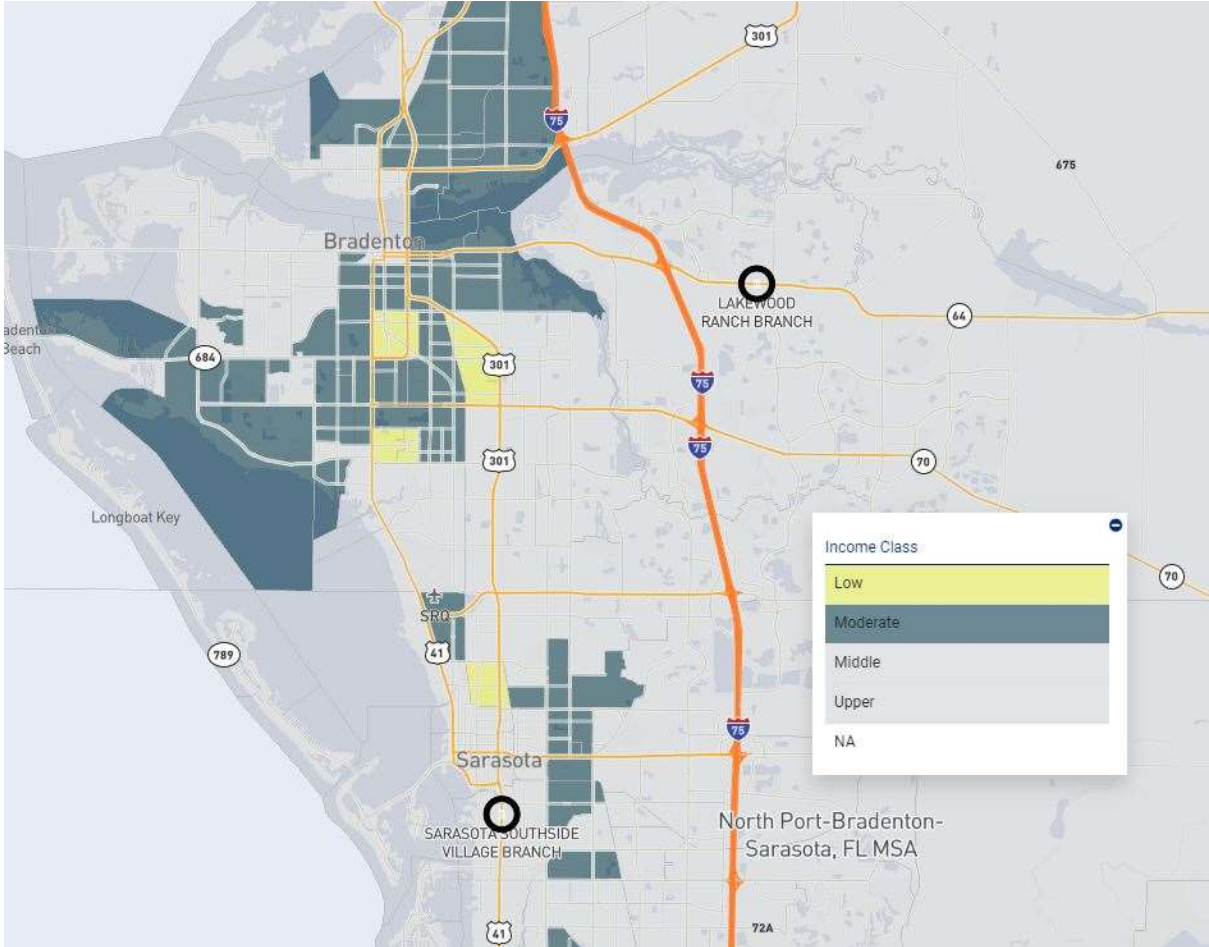 301
75
675
Bradenton
LAKEWOOD
RANCH BRANCH
64
Beach
684
301
75
75
301
70
Longboat Key
Income Class
Low
Moderate
Middle
Upper
NA
70
SRQ
41
789
75
Sarasota
SARASOTA SOUTHSIDE
VILLAGE BRANCH
North Port-Bradenton-
Sarasota, FL MSA
72A
41